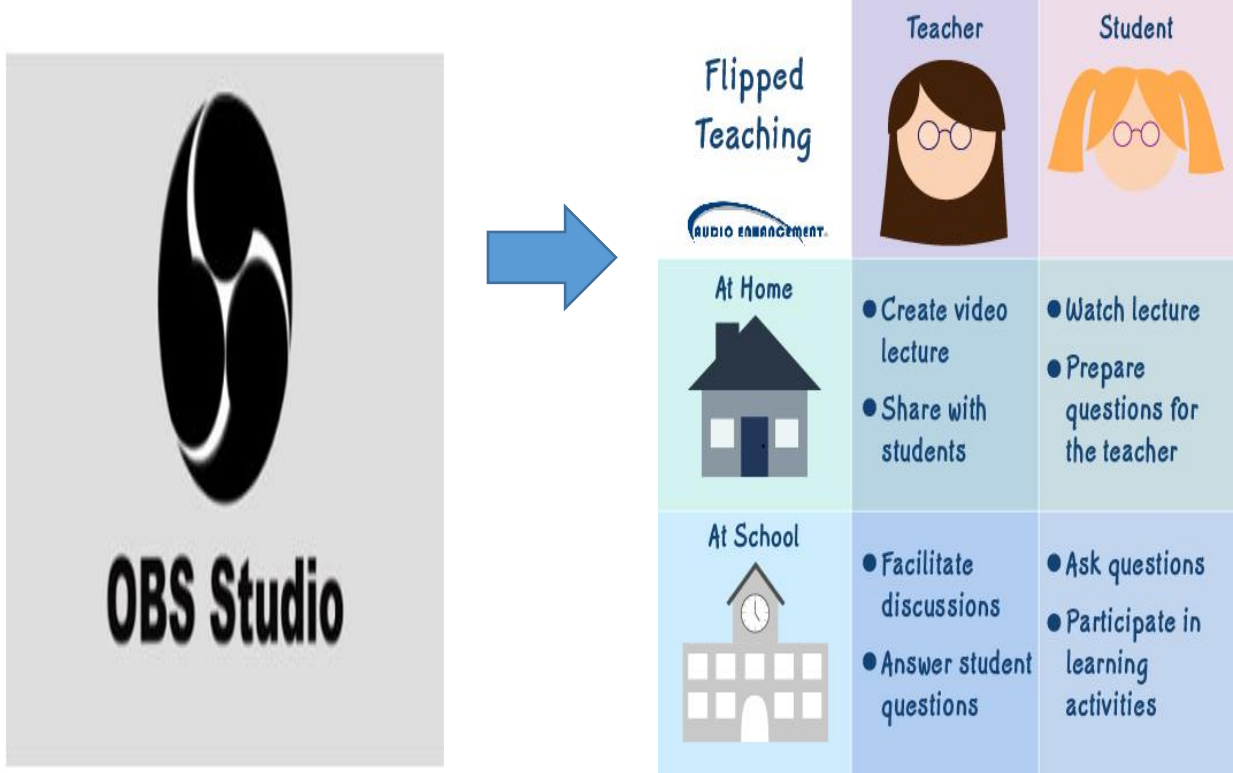 OBS Studio
Flipped
Teaching
AUDIO ENHANCEMENT
Teacher
Student
At Home
• Create video
lecture
• Share with
students
• Watch lecture
• Prepare
questions for
the teacher
At School
• Facilitate
discussions
• Answer student
questions
• Ask questions
• Participate in
learning
activities